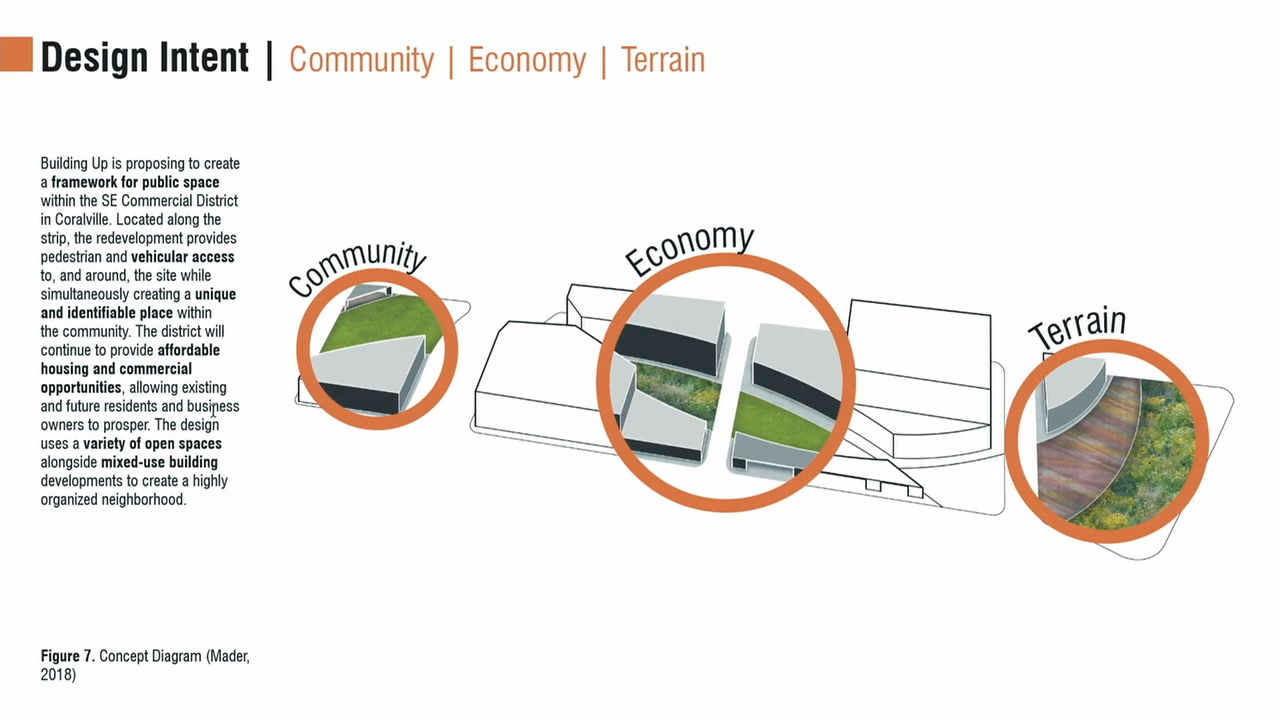 Design Intent | Community | Economy | Terrain
Building Up is proposing to create
a framework for public space
within the SE Commercial District
in Coralville. Located along the
strip, the redevelopment provides
pedestrian and vehicular access
to, and around, the site while
simultaneously creating a unique
and identifiable place within
the community. The district will
continue to provide affordable
housing and commercial
opportunities, allowing existing
and future residents and business
owners to prosper. The design
uses a variety of open spaces
alongside mixed-use building
developments to create a highly
organized neighborhood.
Community
Economy
Terrain
Figure 7. Concept Diagram (Mader,
2018)